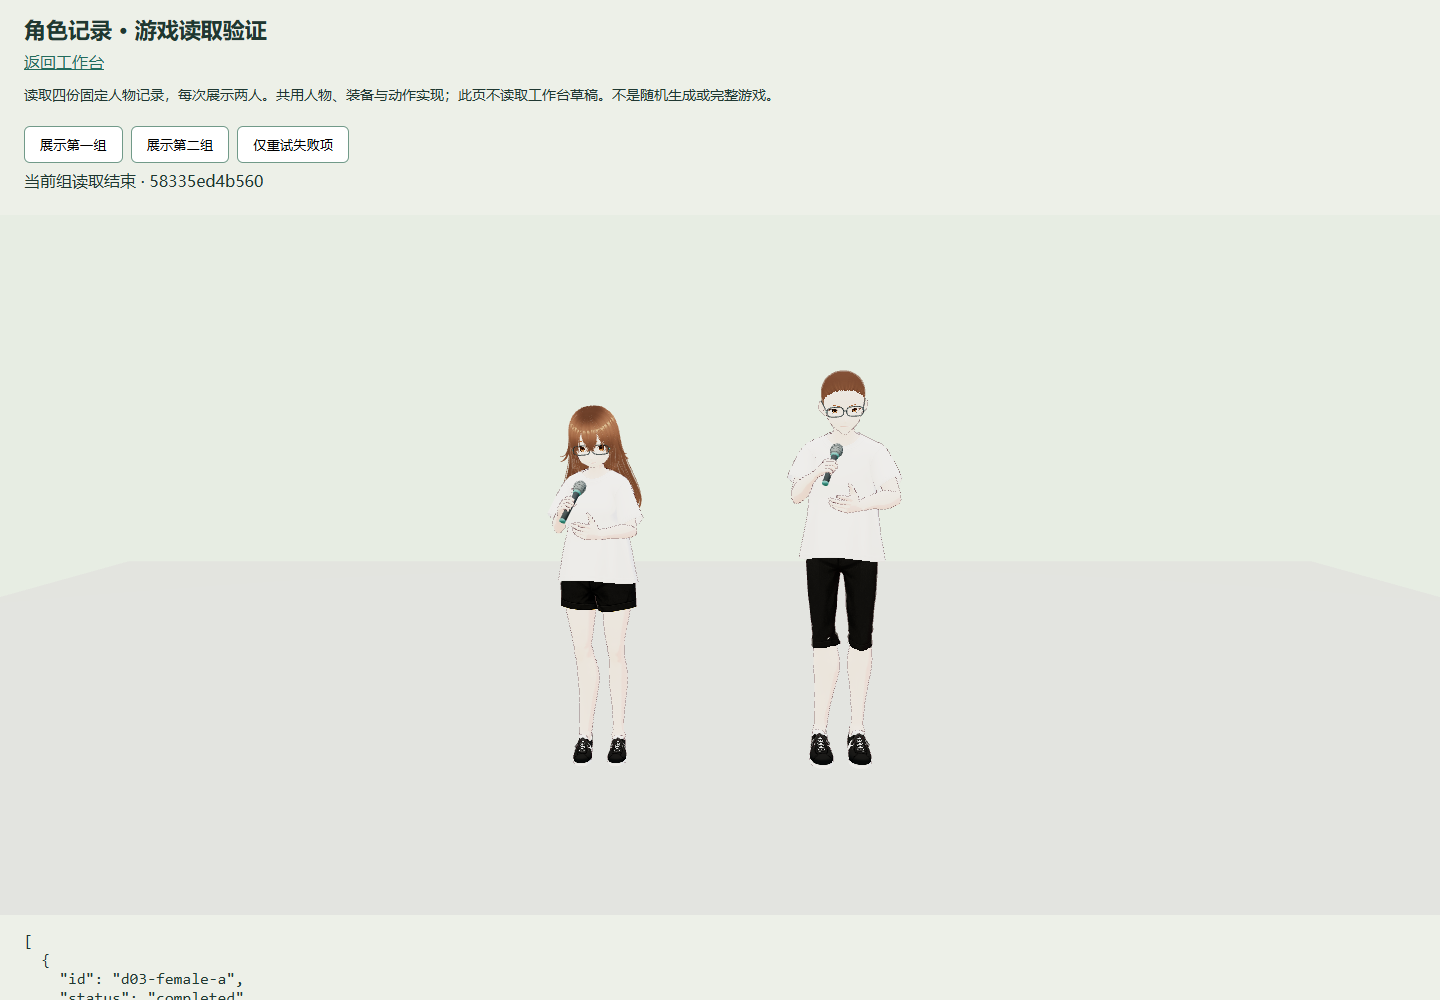 角色记录 • 游戏读取验证
返回工作台
读取四份固定人物记录，每次展示两人。共用人物、装备与动作实现；此页不读取工作台草稿。不是随机生成或完整游戏。
展示第一组 展示第二组 仅重试失败项
当前组读取结束 · 58335ed4b560
[
  {
    "id": "d03-female-a",
    "status": "completed"